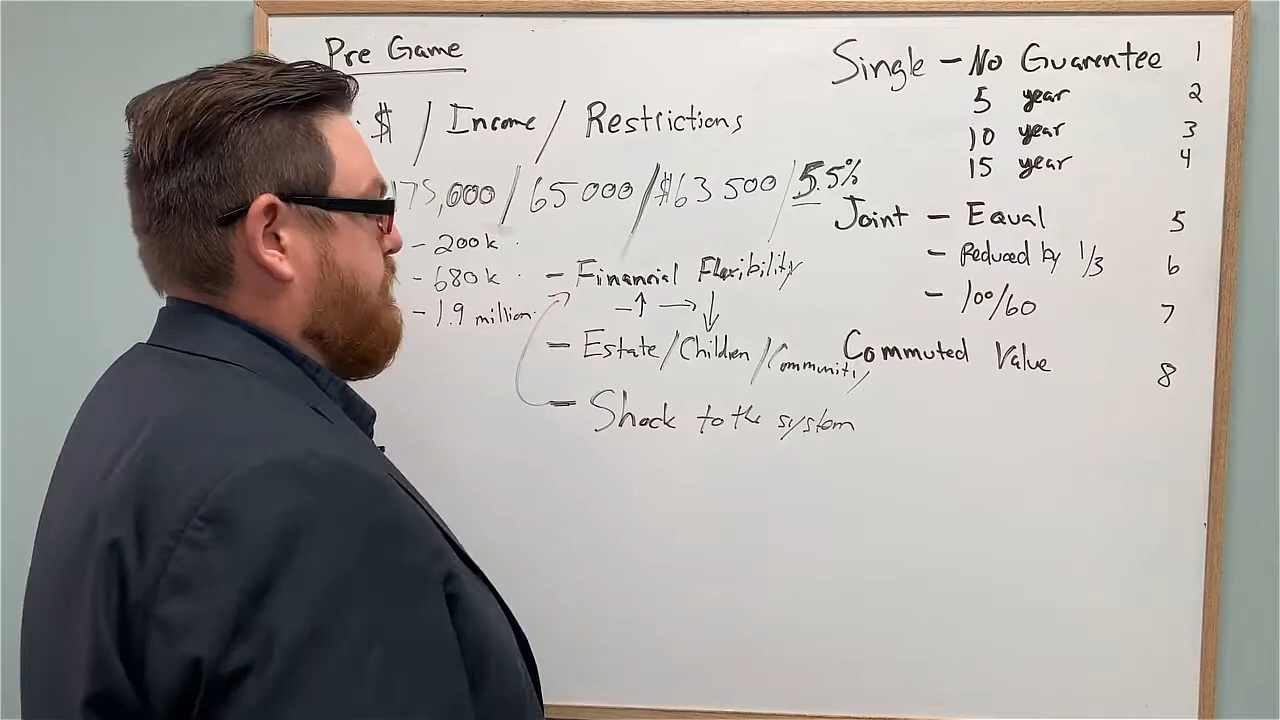 Pre Game
$ / Income / Restrictions
175,000 / 65 000 / $63 500 / 5.5%
- 200k
- 680k
- 1.9 million
- Financial Flexibility
- ↑ → ↓
- Estate/Children/Community
- Shock to the system
Single - No Guarentee 1
5 year 2
10 year 3
15 year 4
Joint - Equal 5
- Reduced by 1/3 6
- 100/60 7
Commuted Value 8